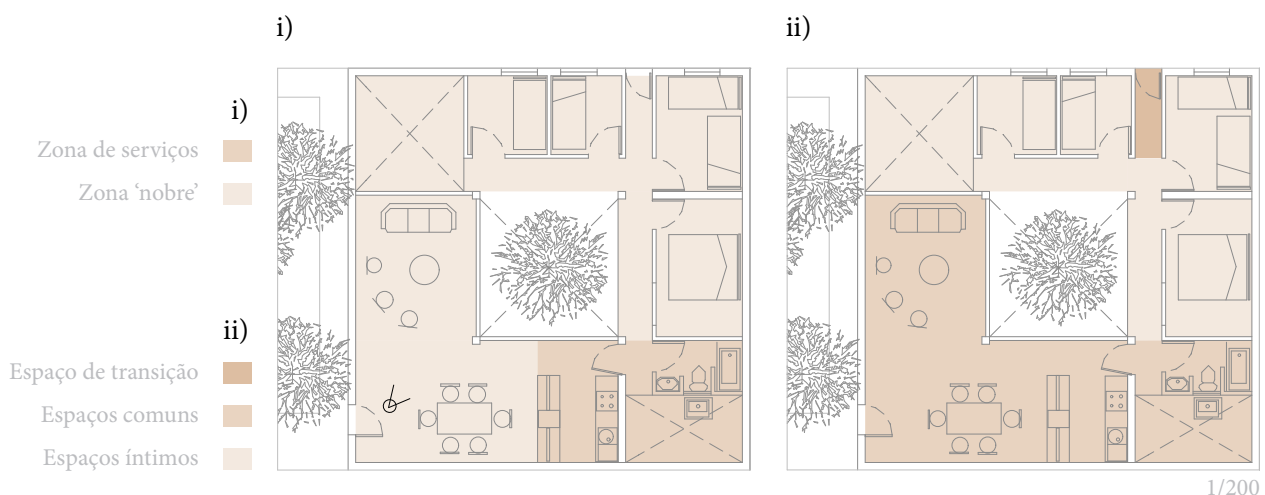 i)
ii)
i)
Zona de serviços
Zona ‘nobre’
ii)
Espaço de transição
Espaços comuns
Espaços íntimos
1/200